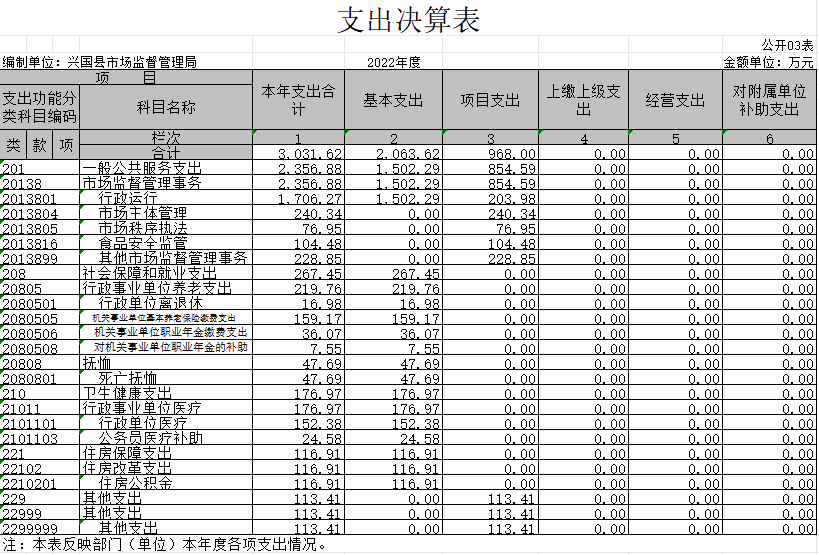 支出决算表
公开03表
编制单位：兴国县市场监督管理局 2022年度 金额单位：万元
项 目 本年支出合计 基本支出 项目支出 上缴上级支出 经营支出 对附属单位补助支出
支出功能分类科目编码 科目名称
类 款 项 栏次 1 2 3 4 5 6
合计 3,031.62 2,063.62 968.00 0.00 0.00 0.00
201 一般公共服务支出 2,356.88 1,502.29 854.59 0.00 0.00 0.00
20138 市场监督管理事务 2,356.88 1,502.29 854.59 0.00 0.00 0.00
2013801 行政运行 1,706.27 1,502.29 203.98 0.00 0.00 0.00
2013804 市场主体管理 240.34 0.00 240.34 0.00 0.00 0.00
2013805 市场秩序执法 76.95 0.00 76.95 0.00 0.00 0.00
2013816 食品安全监管 104.48 0.00 104.48 0.00 0.00 0.00
2013899 其他市场监督管理事务 228.85 0.00 228.85 0.00 0.00 0.00
208 社会保障和就业支出 267.45 267.45 0.00 0.00 0.00 0.00
20805 行政事业单位养老支出 219.76 219.76 0.00 0.00 0.00 0.00
2080501 行政单位离退休 16.98 16.98 0.00 0.00 0.00 0.00
2080505 机关事业单位基本养老保险缴费支出 159.17 159.17 0.00 0.00 0.00 0.00
2080506 机关事业单位职业年金缴费支出 36.07 36.07 0.00 0.00 0.00 0.00
2080508 对机关事业单位职业年金的补助 7.55 7.55 0.00 0.00 0.00 0.00
20808 抚恤 47.69 47.69 0.00 0.00 0.00 0.00
2080801 死亡抚恤 47.69 47.69 0.00 0.00 0.00 0.00
210 卫生健康支出 176.97 176.97 0.00 0.00 0.00 0.00
21011 行政事业单位医疗 176.97 176.97 0.00 0.00 0.00 0.00
2101101 行政单位医疗 152.38 152.38 0.00 0.00 0.00 0.00
2101103 公务员医疗补助 24.58 24.58 0.00 0.00 0.00 0.00
221 住房保障支出 116.91 116.91 0.00 0.00 0.00 0.00
22102 住房改革支出 116.91 116.91 0.00 0.00 0.00 0.00
2210201 住房公积金 116.91 116.91 0.00 0.00 0.00 0.00
229 其他支出 113.41 0.00 113.41 0.00 0.00 0.00
22999 其他支出 113.41 0.00 113.41 0.00 0.00 0.00
2299999 其他支出 113.41 0.00 113.41 0.00 0.00 0.00
注：本表反映部门（单位）本年度各项支出情况。